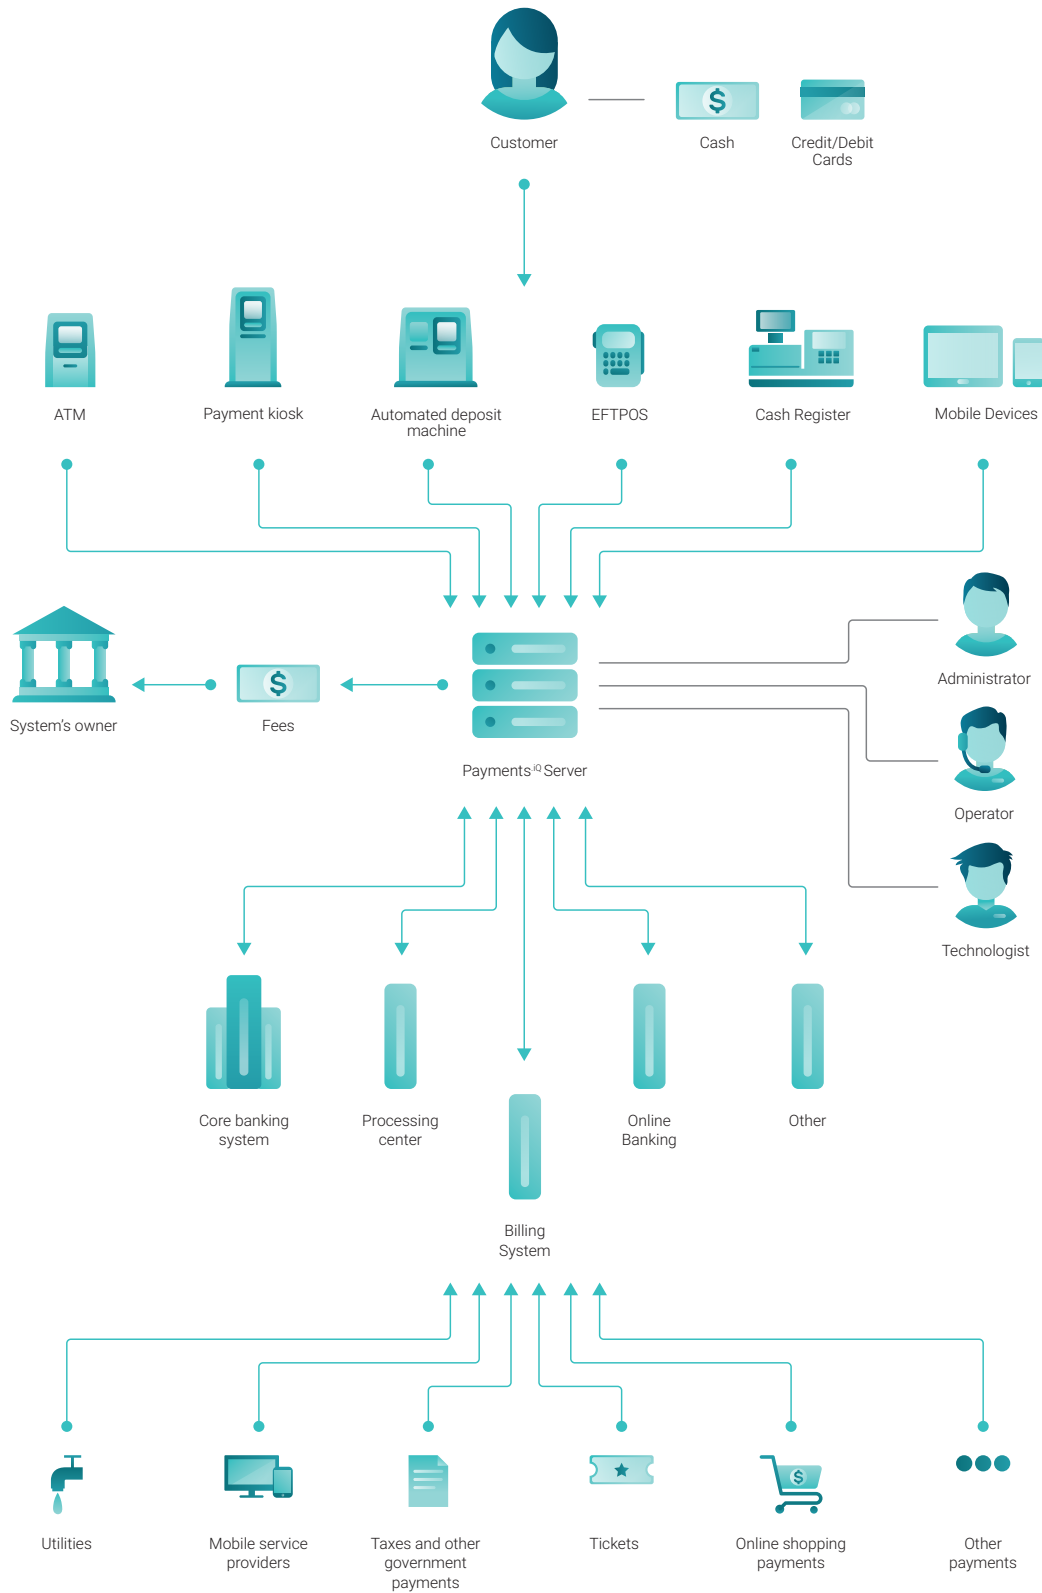 Customer
Cash
Credit/Debit
Cards
$
ATM
Payment kiosk
Automated deposit
machine
EFTPOS
Cash Register
Mobile Devices
System's owner
$
Fees
Payments.iQ Server
Administrator
Operator
Technologist
Core banking
system
Processing
center
Online
Banking
Other
Billing
System
$
Utilities
Mobile service
providers
Taxes and other
government
payments
Tickets
Online shopping
payments
Other
payments